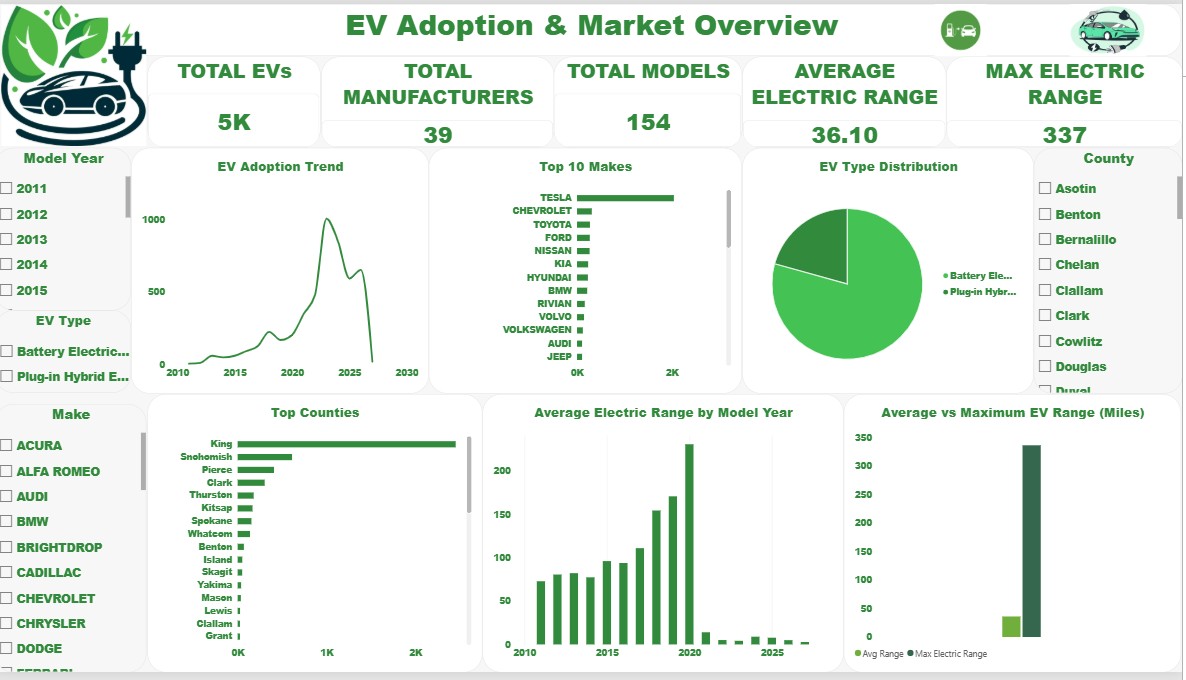 EV Adoption & Market Overview
TOTAL EVs
5K
TOTAL
MANUFACTURERS
39
TOTAL MODELS
154
AVERAGE
ELECTRIC RANGE
36.10
MAX ELECTRIC
RANGE
337
Model Year
2011
2012
2013
2014
2015
EV Type
Battery Electric...
Plug-in Hybrid E...
Make
ACURA
ALFA ROMEO
AUDI
BMW
BRIGHTDROP
CADILLAC
CHEVROLET
CHRYSLER
DODGE
FERRARI
EV Adoption Trend
1000
500
0
2010 2015 2020 2025 2030
Top 10 Makes
TESLA
CHEVROLET
TOYOTA
FORD
NISSAN
KIA
HYUNDAI
BMW
RIVIAN
VOLVO
VOLKSWAGEN
AUDI
JEEP
0K 2K
EV Type Distribution
Battery Ele...
Plug-in Hybr...
County
Asotin
Benton
Bernalillo
Chelan
Clallam
Clark
Cowlitz
Douglas
Duval
Top Counties
King
Snohomish
Pierce
Clark
Thurston
Kitsap
Spokane
Whatcom
Benton
Island
Skagit
Yakima
Mason
Lewis
Clallam
Grant
0K 1K 2K
Average Electric Range by Model Year
200
150
100
50
0
2010 2015 2020 2025
Average vs Maximum EV Range (Miles)
350
300
250
200
150
100
50
0
Avg Range Max Electric Range